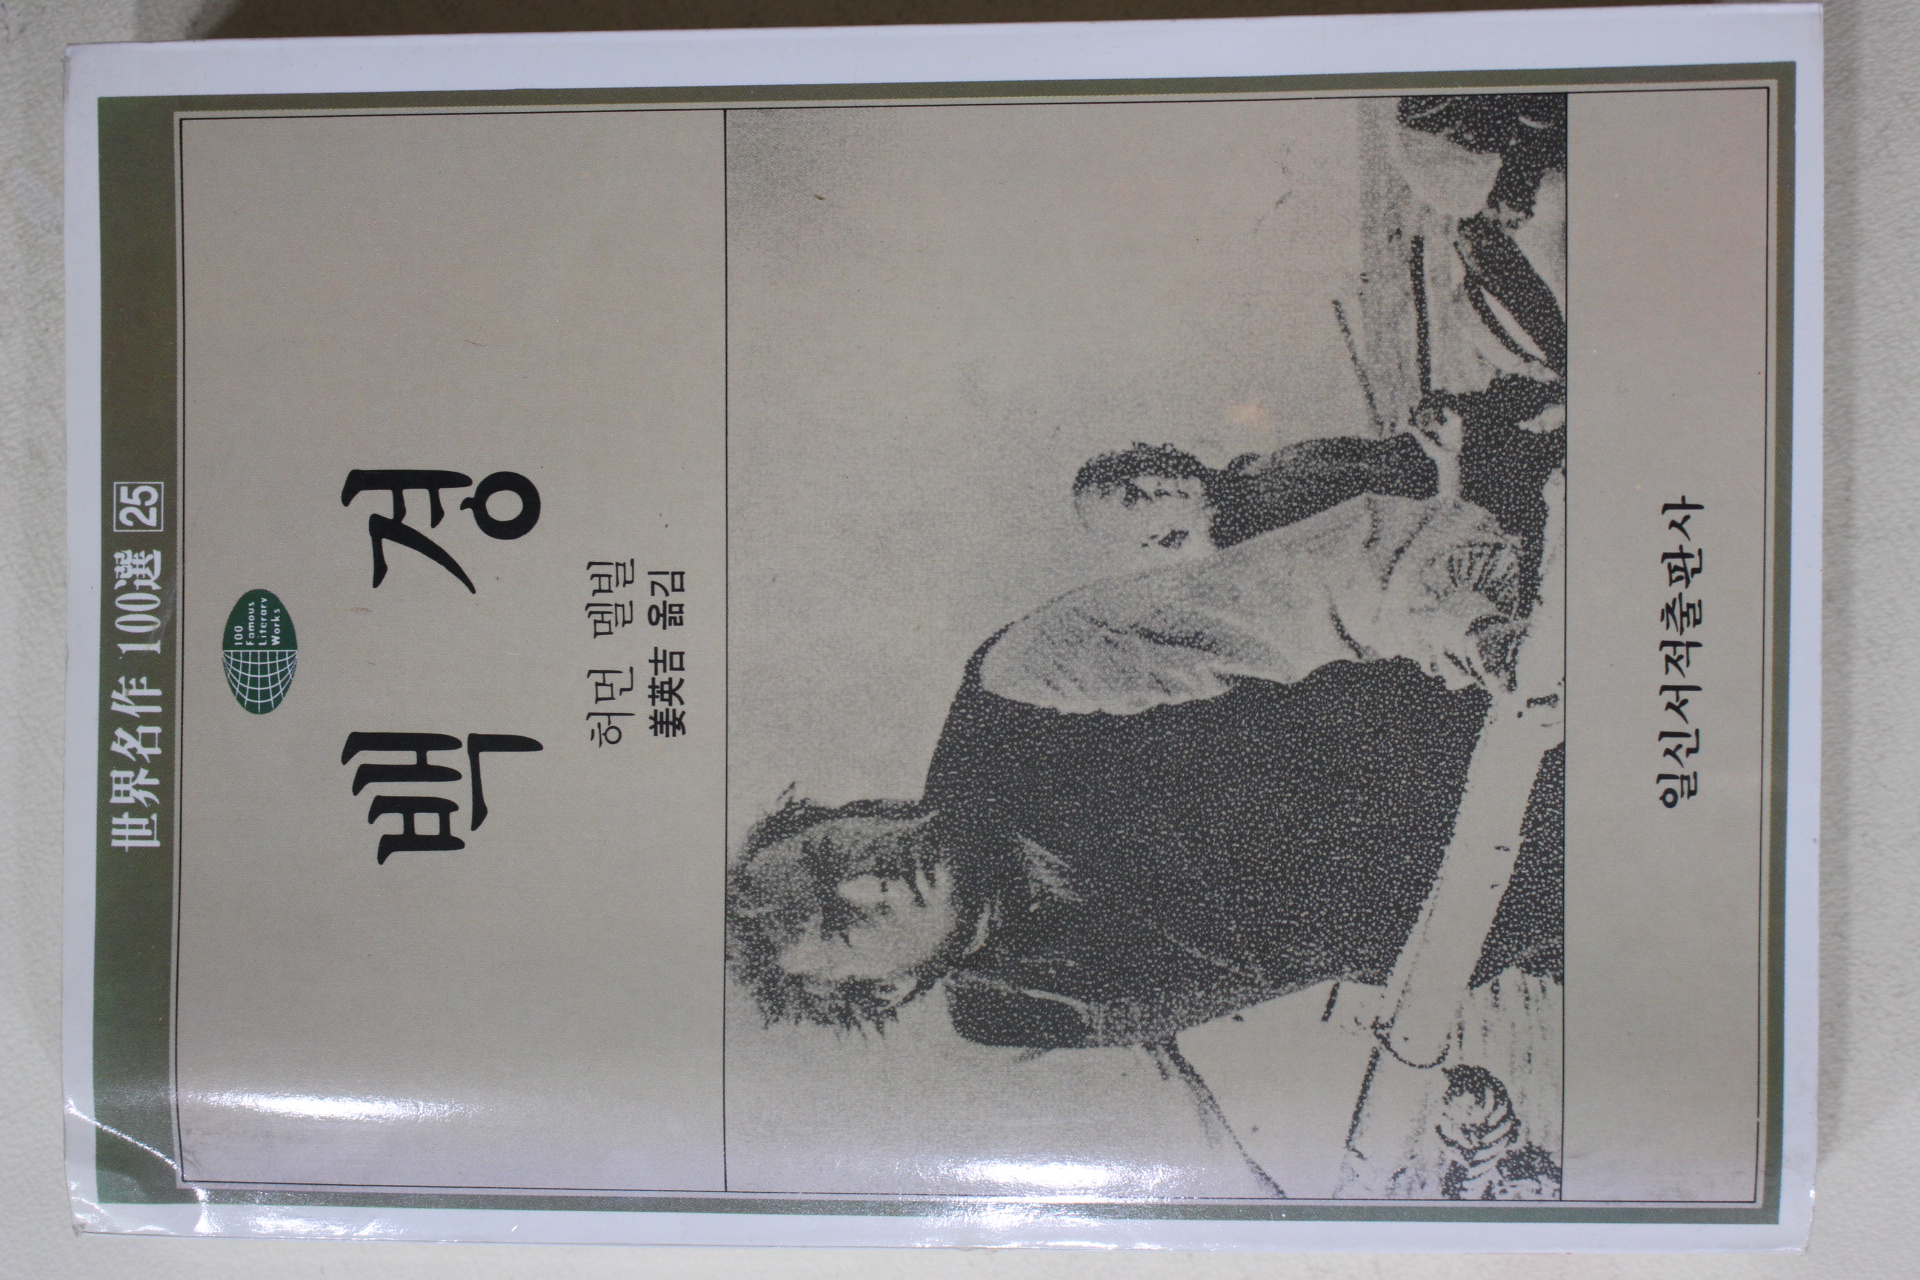 世界名作 100選 25
100
Famous
Literary
Works
백 경
허먼 멜빌
姜英吉 옮김
일신서적출판사